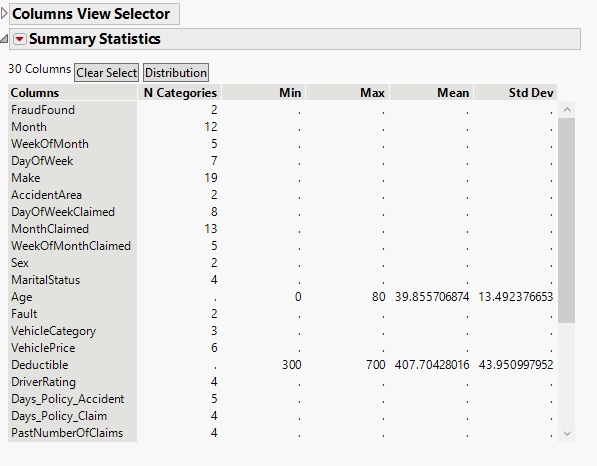 Columns View Selector
Summary Statistics
30 Columns Clear Select Distribution
Columns N Categories Min Max Mean Std Dev
FraudFound 2 . . . .
Month 12 . . . .
WeekOfMonth 5 . . . .
DayOfWeek 7 . . . .
Make 19 . . . .
AccidentArea 2 . . . .
DayOfWeekClaimed 8 . . . .
MonthClaimed 13 . . . .
WeekOfMonthClaimed 5 . . . .
Sex 2 . . . .
MaritalStatus 4 . . . .
Age . 0 80 39.855706874 13.492376653
Fault 2 . . . .
VehicleCategory 3 . . . .
VehiclePrice 6 . . . .
Deductible . 300 700 407.70428016 43.950997952
DriverRating 4 . . . .
Days_Policy_Accident 5 . . . .
Days_Policy_Claim 4 . . . .
PastNumberOfClaims 4 . . . .